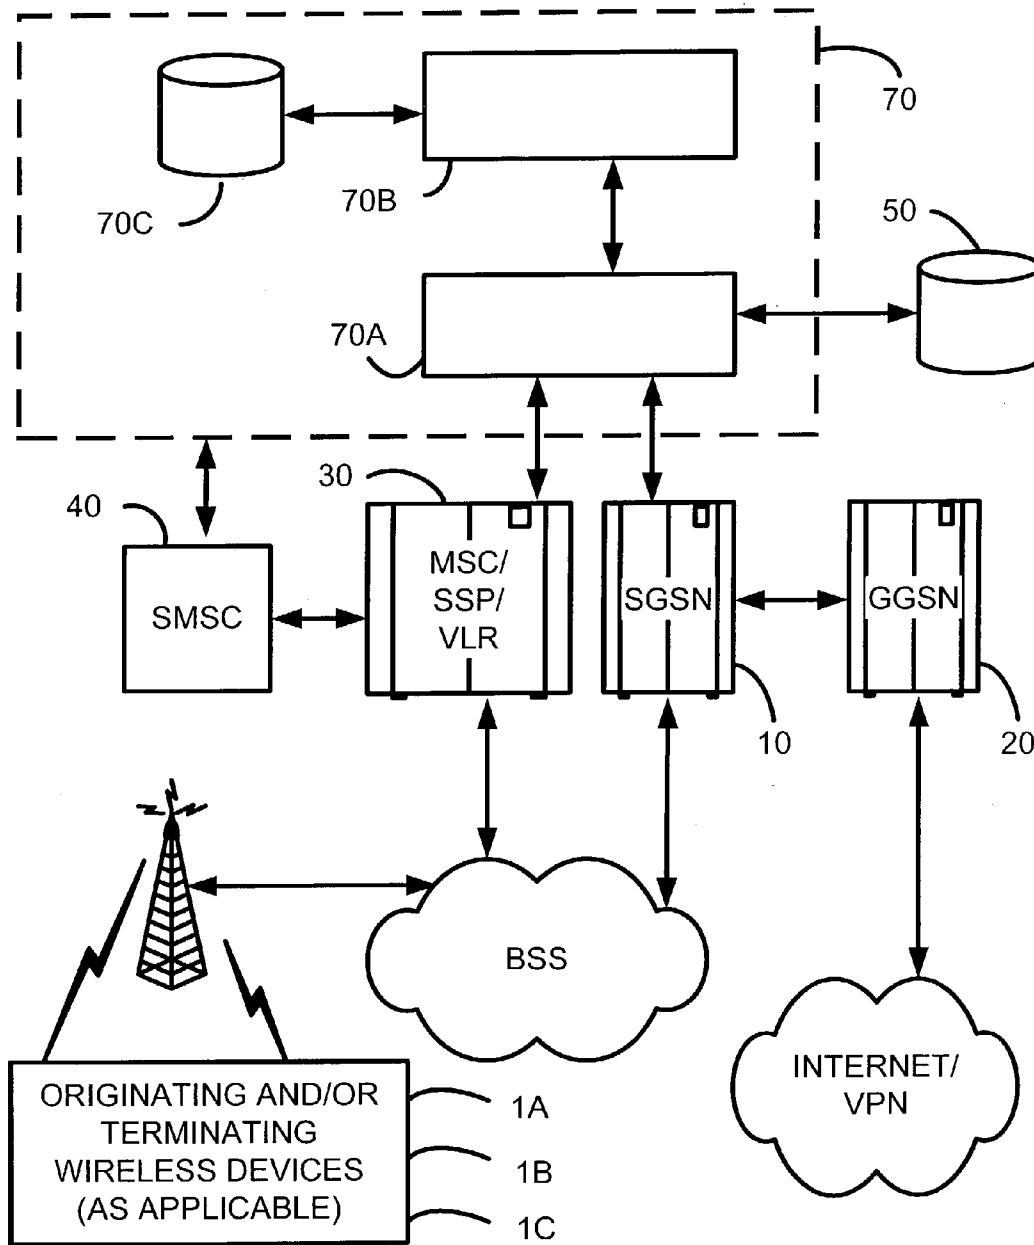 70
70C
70B
50
70A
30
40
MSC/
SSP/
VLR
SGSN
GGSN
SMSC
10
20
BSS
INTERNET/
VPN
ORIGINATING AND/OR
TERMINATING
WIRELESS DEVICES
(AS APPLICABLE)
1A
1B
1C